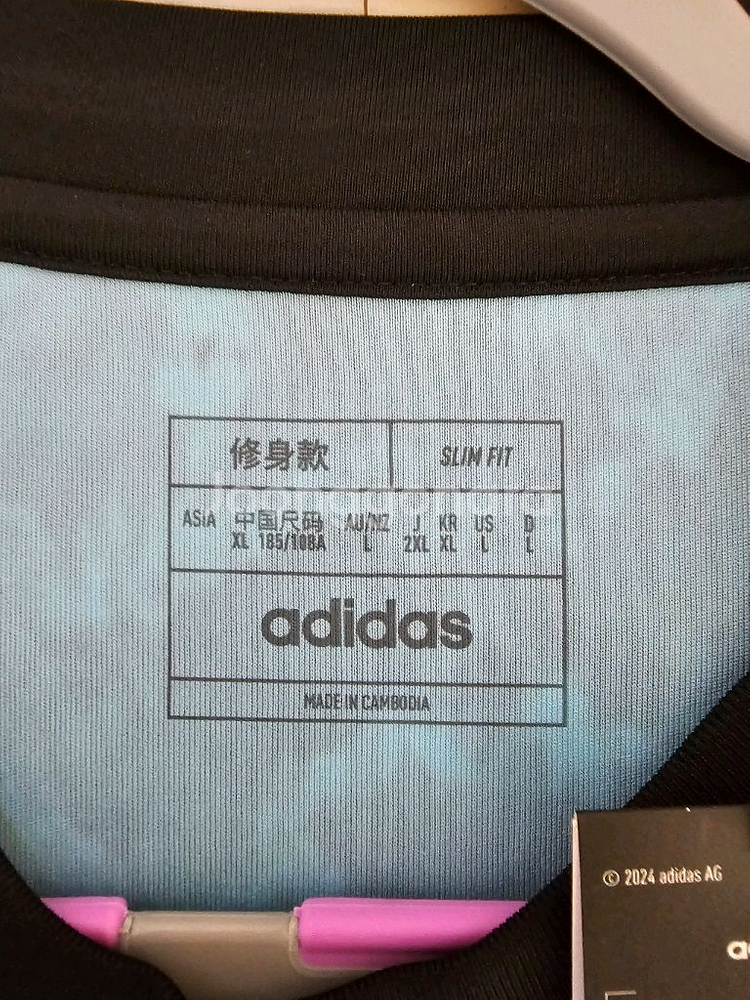 修身款 SLIM FIT
ASIA 中国尺码 AU/NZ J KR US D
XL 185/108A L 2XL XL L L
adidas
MADE IN CAMBODIA
© 2024 adidas AG